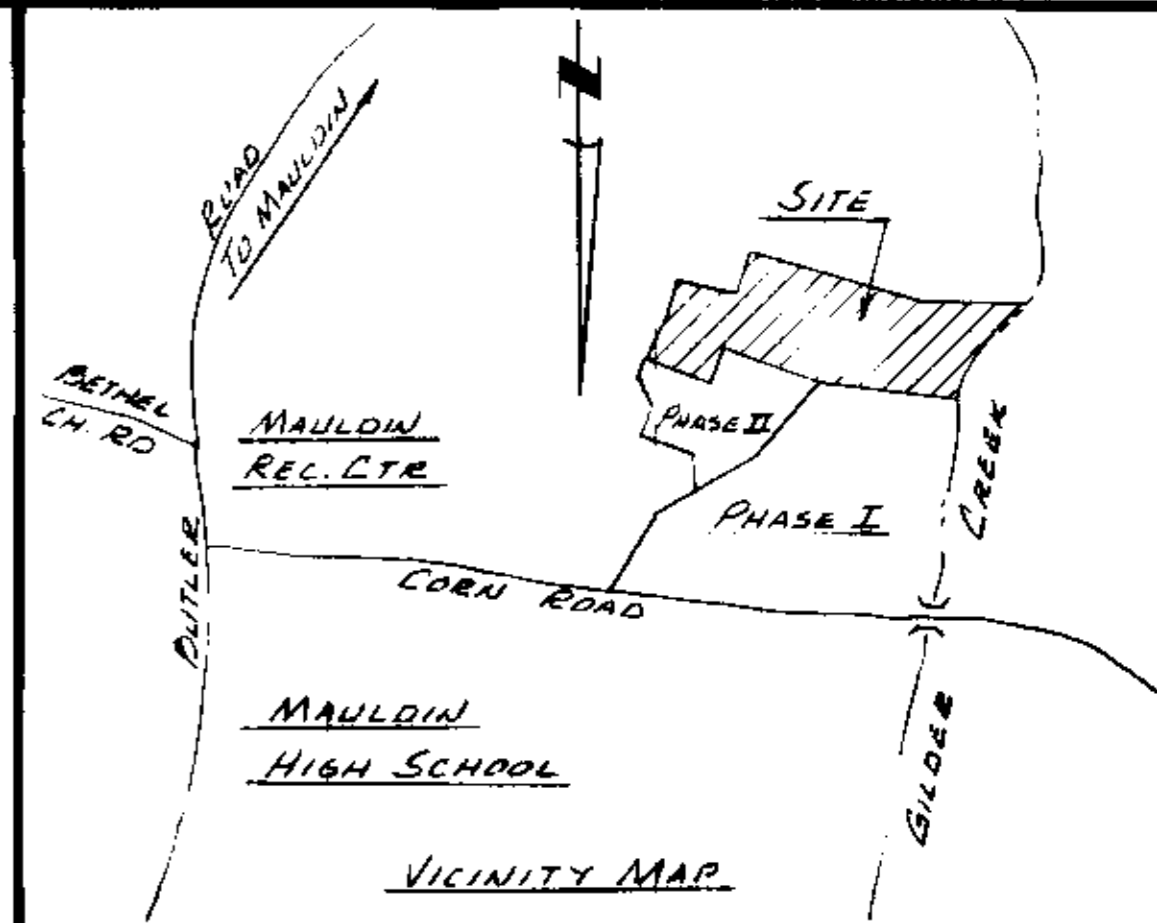 N
ROAD
TO MAULDIN
SITE
BETHEL
CH. RD
MAULDIN
REC. CTR
PHASE II
PHASE I
CREEK
BUTLER
CORN ROAD
MAULDIN
HIGH SCHOOL
GILDER
VICINITY MAP